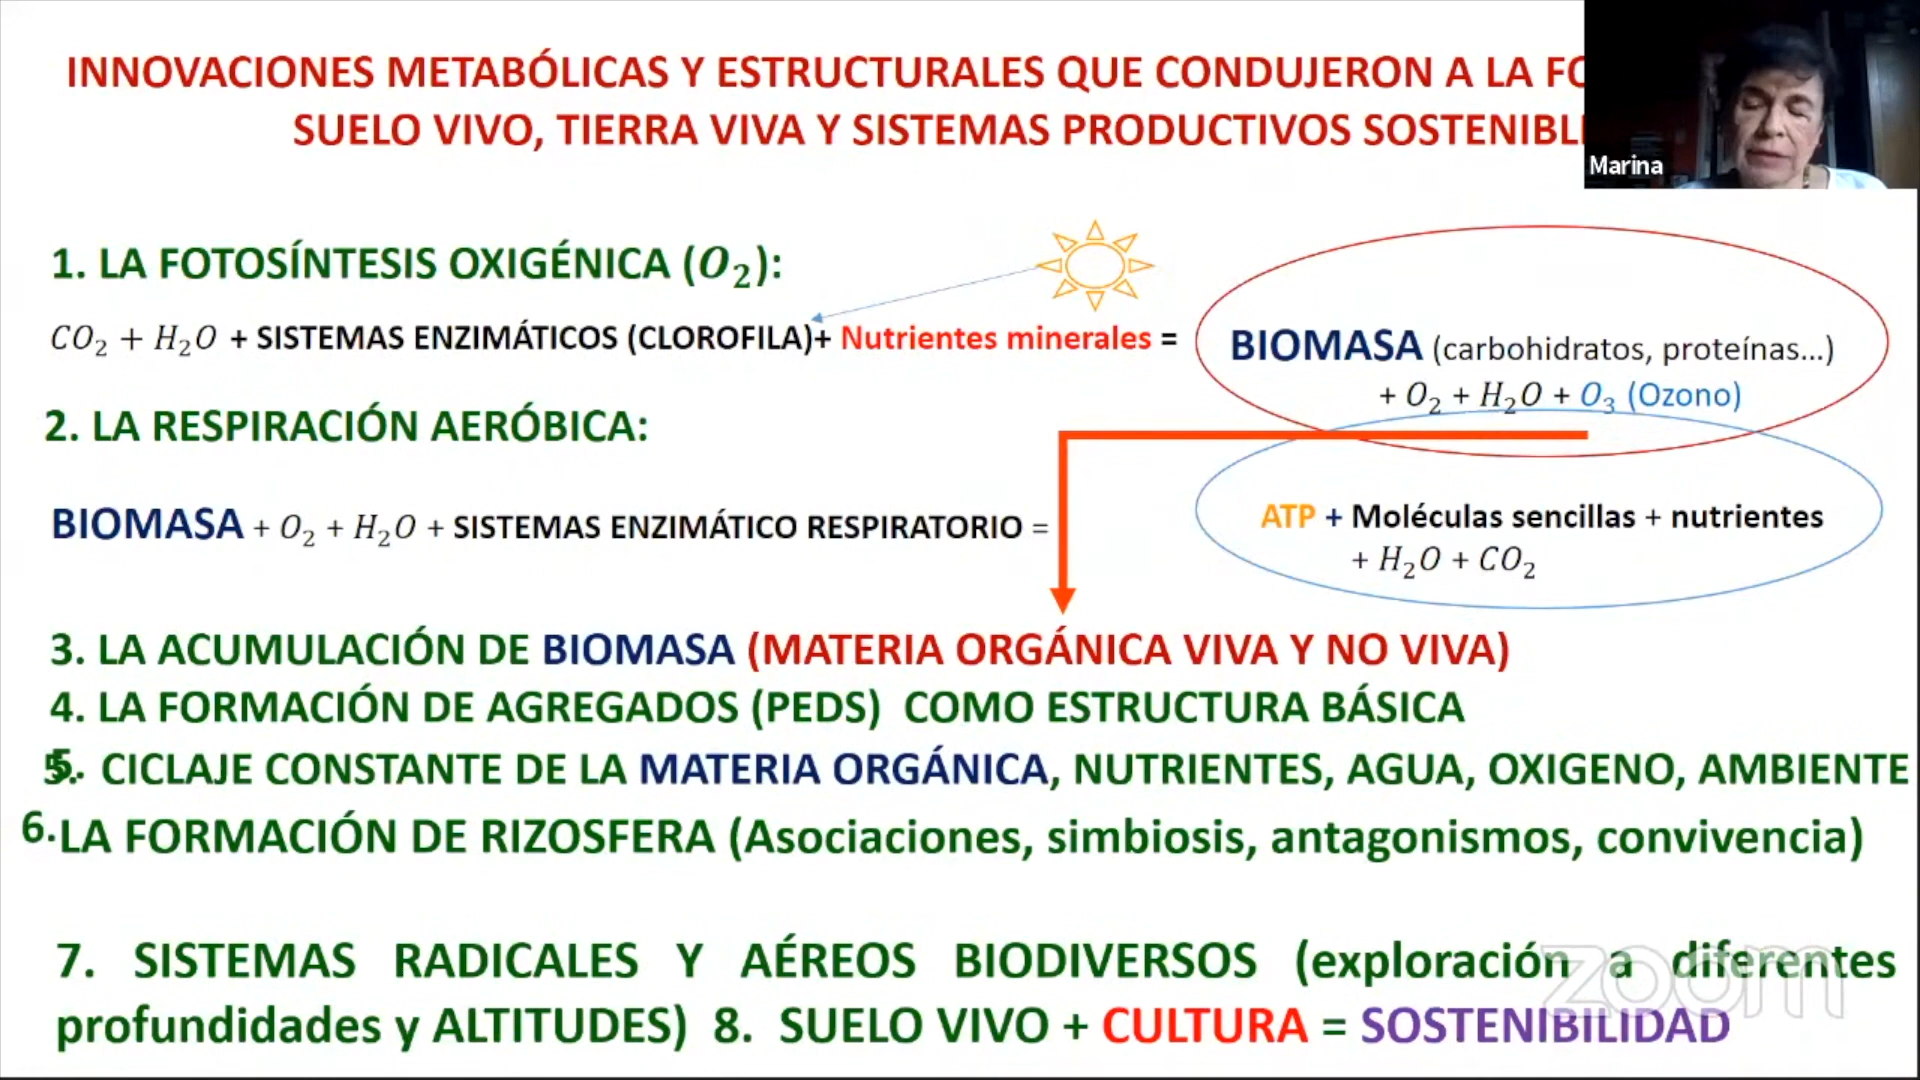 INNOVACIONES METABÓLICAS Y ESTRUCTURALES QUE CONDUJERON A LA
SUELO VIVO, TIERRA VIVA Y SISTEMAS PRODUCTIVOS
Marina
1. LA FOTOSÍNTESIS OXIGÉNICA (O₂):
CO₂ + H₂O + SISTEMAS ENZIMÁTICOS (CLOROFILA)+ Nutrientes minerales =
BIOMASA (carbohidratos, proteínas...)
+ O₂ + H₂O + O₃ (Ozono)
2. LA RESPIRACIÓN AERÓBICA:
BIOMASA + O₂ + H₂O + SISTEMAS ENZIMÁTICO RESPIRATORIO =
ATP + Moléculas sencillas + nutrientes
+ H₂O + CO₂
3. LA ACUMULACIÓN DE BIOMASA (MATERIA ORGÁNICA VIVA Y NO VIVA)
4. LA FORMACIÓN DE AGREGADOS (PEDS) COMO ESTRUCTURA BÁSICA
5. CICLAJE CONSTANTE DE LA MATERIA ORGÁNICA, NUTRIENTES, AGUA, OXIGENO, AMBIENTE
6. LA FORMACIÓN DE RIZOSFERA (Asociaciones, simbiosis, antagonismos, convivencia)
7. SISTEMAS RADICALES Y AÉREOS BIODIVERSOS (exploración a diferentes
profundidades y ALTITUDES) 8. SUELO VIVO + CULTURA = SOSTENIBILIDAD
zoom